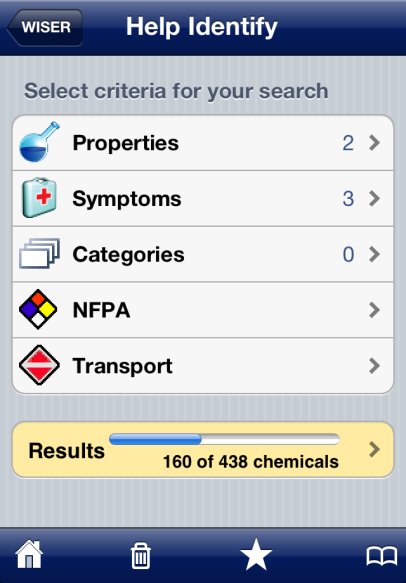 WISER
Help Identify
Select criteria for your search
Properties 2
Symptoms 3
Categories 0
NFPA
Transport
Results
160 of 438 chemicals